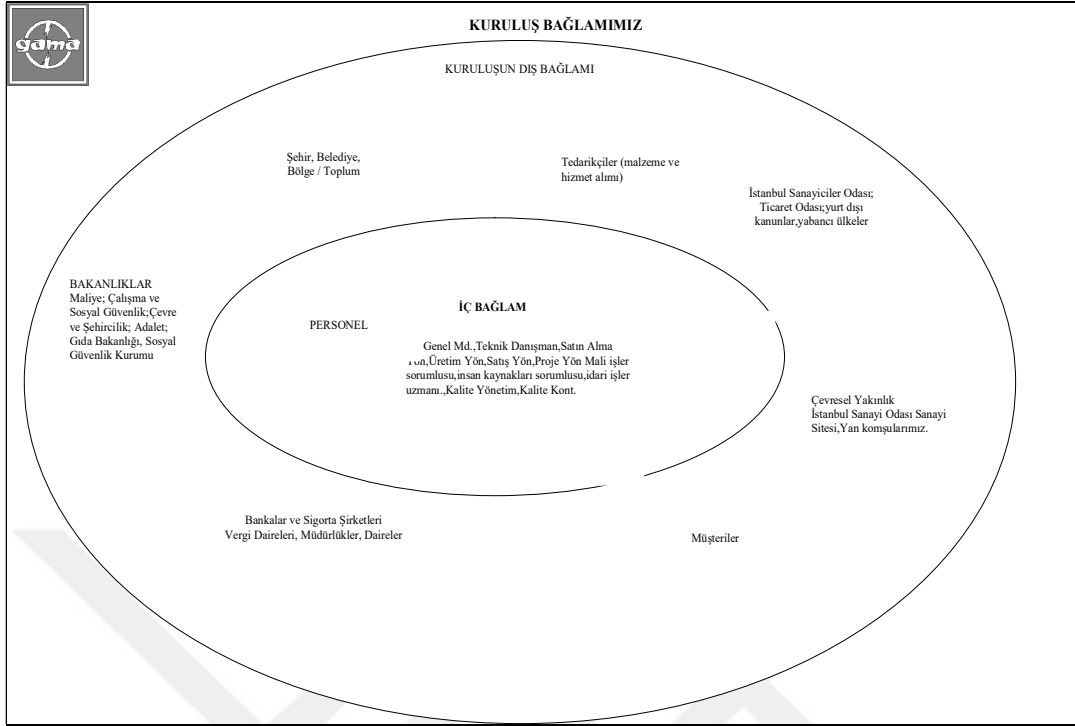 gama
KURULUŞ BAĞLAMIMIZ
KURULUŞUN DIŞ BAĞLAMI
Şehir, Belediye,
Bölge / Toplum
Tedarikçiler (malzeme ve
hizmet alımı)
İstanbul Sanayiciler Odası;
Ticaret Odası;yurt dışı
kanunlar,yabancı ülkeler
BAKANLIKLAR
Maliye; Çalışma ve
Sosyal Güvenlik;Çevre
ve Şehircilik; Adalet;
Gıda Bakanlığı, Sosyal
Güvenlik Kurumu
İÇ BAĞLAM
PERSONEL
Genel Md.,Teknik Danışman,Satın Alma
Yön,Üretim Yön,Satış Yön,Proje Yön Mali işler
sorumlusu,insan kaynakları sorumlusu,idari işler
uzmanı.,Kalite Yönetim,Kalite Kont.
Çevresel Yakınlık
İstanbul Sanayi Odası Sanayi
Sitesi,Yan komşularımız.
Bankalar ve Sigorta Şirketleri
Vergi Daireleri, Müdürlükler, Daireler
Müşteriler